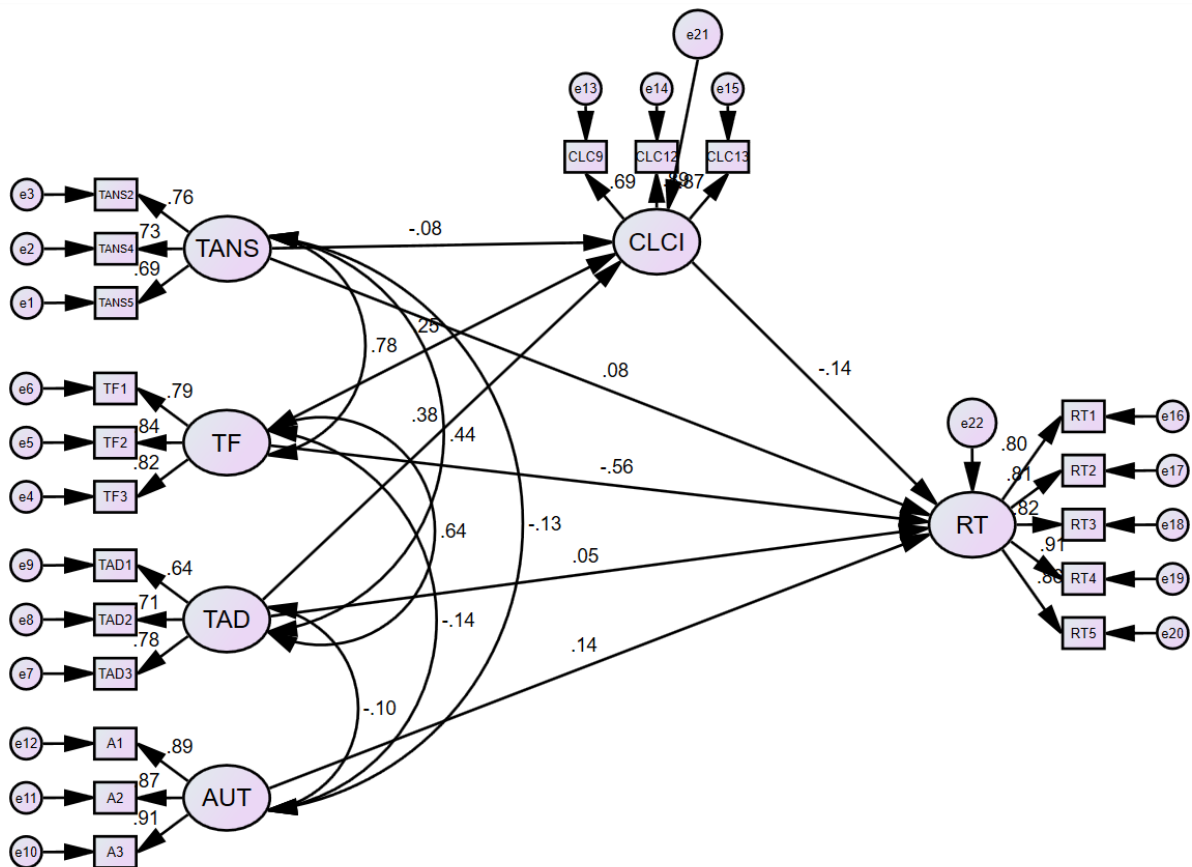 e21
e13
e14
e15
CLC9
CLC12
CLC13
.69
.87
CLCI
e3
TANS2
.76
e2
TANS4
.73
e1
TANS5
.69
TANS
-.08
.25
.78
.08
-.14
e6
TF1
.79
e5
TF2
.84
e4
TF3
.82
TF
.38
.44
-.56
e22
RT
.80
.81
.82
.91
RT1
e16
RT2
e17
RT3
e18
RT4
e19
RT5
e20
e9
TAD1
.64
e8
TAD2
.71
e7
TAD3
.78
TAD
.64
-.13
.05
-.14
.14
-.10
e12
A1
.89
e11
A2
.87
e10
A3
.91
AUT